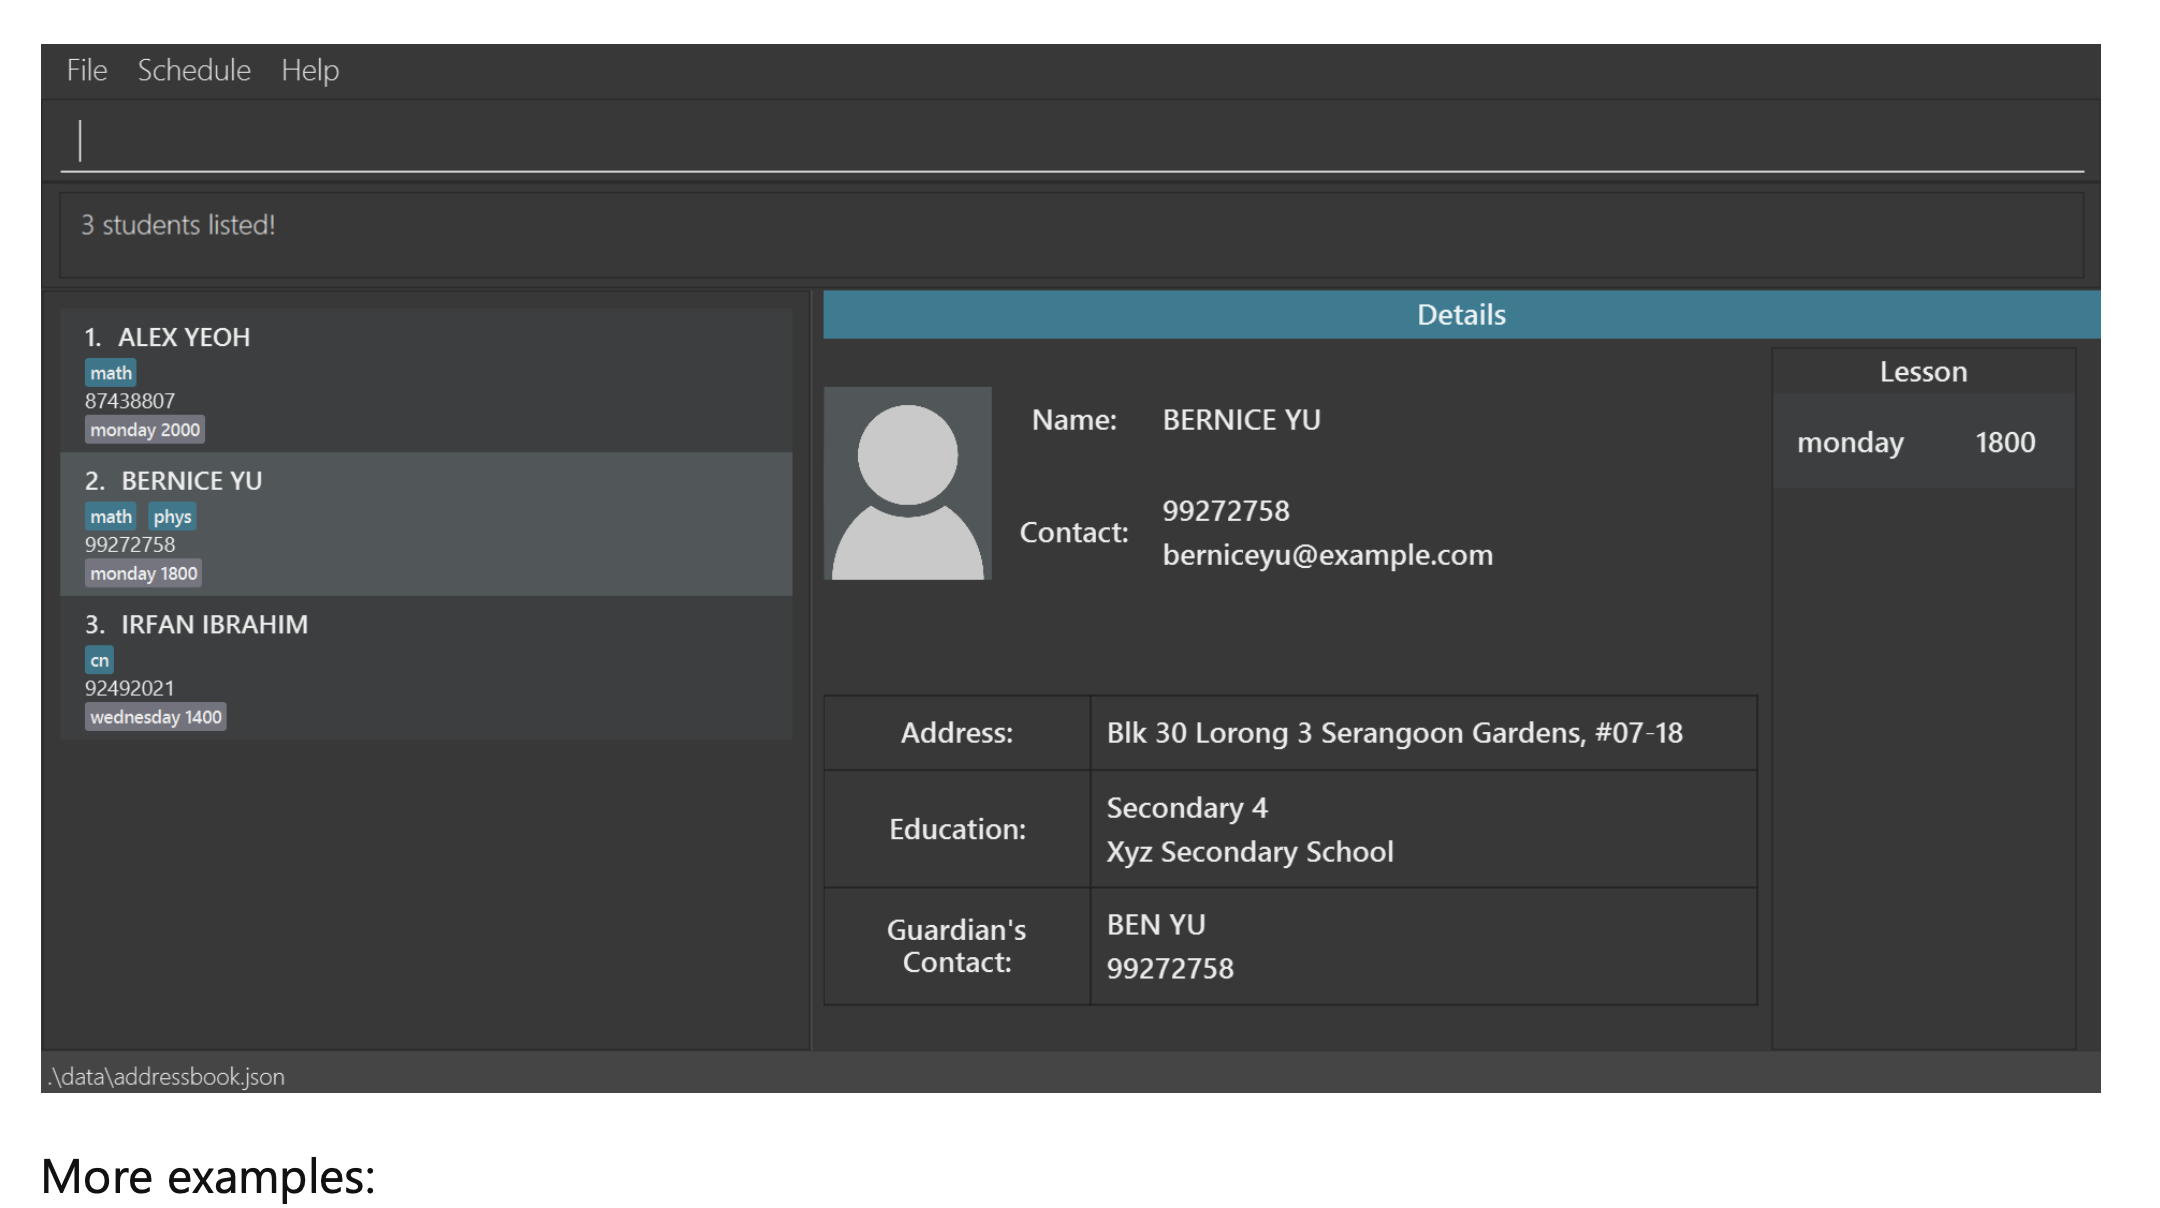 File Schedule Help
3 students listed!
1. ALEX YEOH
math
87438807
monday 2000
2. BERNICE YU
math phys
99272758
monday 1800
3. IRFAN IBRAHIM
cn
92492021
wednesday 1400
Details
Name: BERNICE YU
Contact: 99272758
berniceyu@example.com
Address: Blk 30 Lorong 3 Serangoon Gardens, #07-18
Education: Secondary 4
Xyz Secondary School
Guardian's
Contact:
BEN YU
99272758
Lesson
monday 1800
.\data\addressbook.json
More examples: